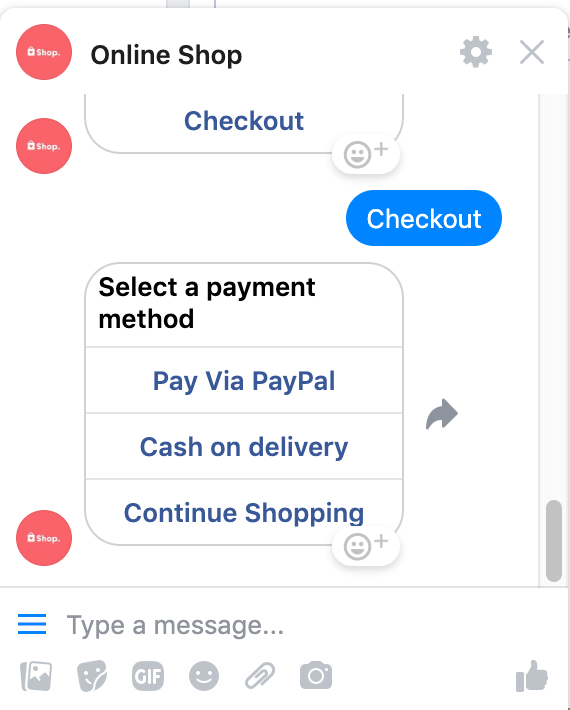 Shop.
Online Shop
Checkout
Shop.
Checkout
Select a payment
method
Pay Via PayPal
Cash on delivery
Continue Shopping
Shop.
Type a message...
GIF